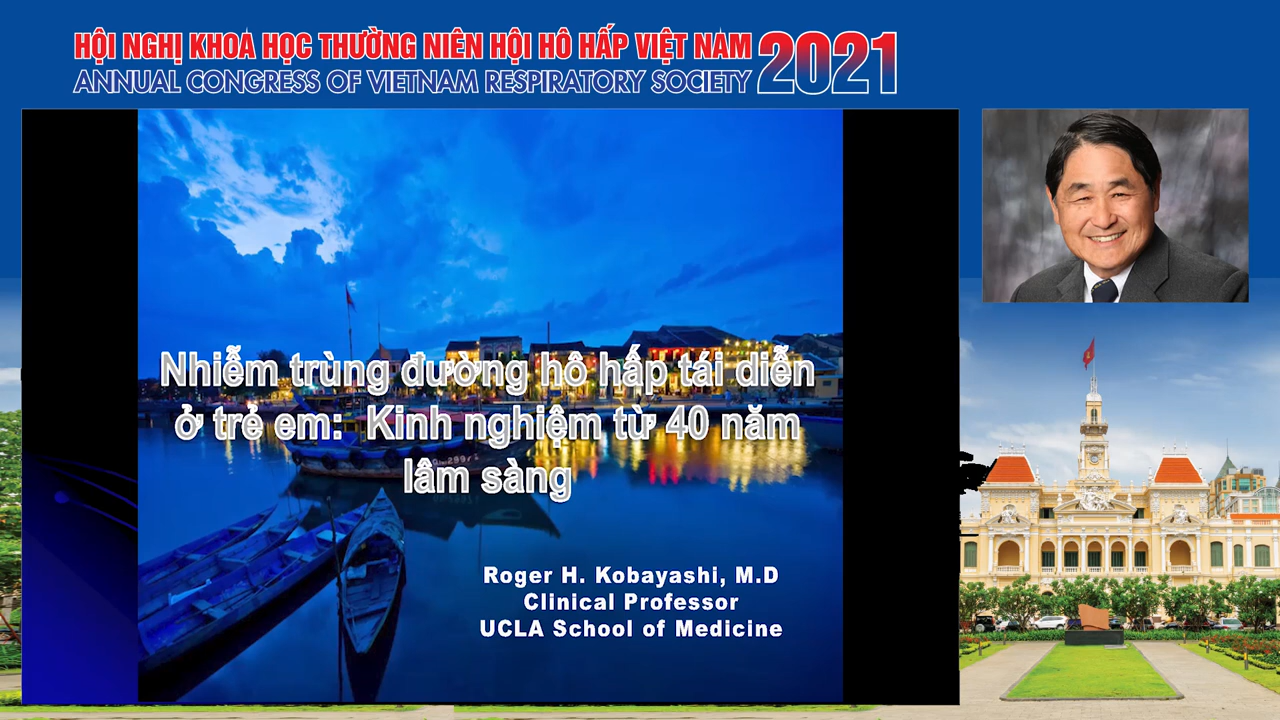 HỘI NGHỊ KHOA HỌC THƯỜNG NIÊN HỘI HÔ HẤP VIỆT NAM 2021
ANNUAL CONGRESS OF VIETNAM RESPIRATORY SOCIETY
Nhiễm trùng đường hô hấp tái diễn
ở trẻ em: Kinh nghiệm từ 40 năm
lâm sàng
Roger H. Kobayashi, M.D
Clinical Professor
UCLA School of Medicine